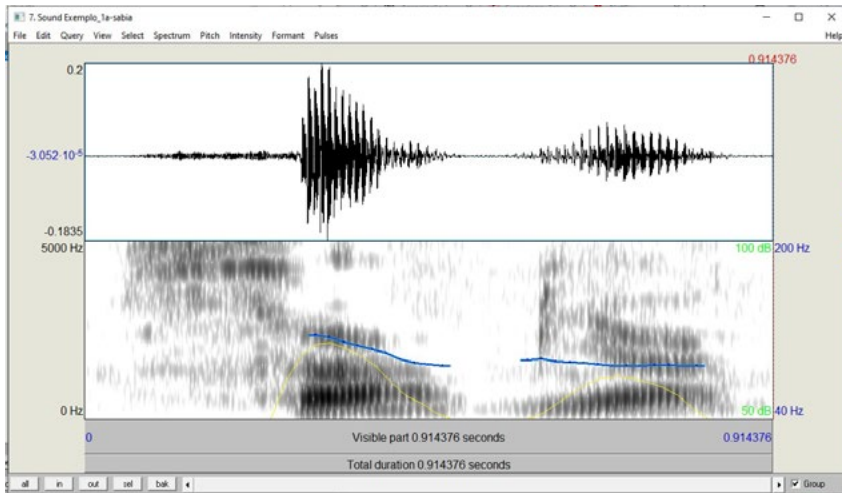 7. Sound Exemplo_1a-sabia
File Edit Query View Select Spectrum Pitch Intensity Formant Pulses Help
0.914376
0.2
-3.052·10⁻⁵
-0.1835
5000 Hz 100 dB 200 Hz
0 Hz 50 dB 40 Hz
0 Visible part 0.914376 seconds 0.914376
Total duration 0.914376 seconds
all in out sel bak Group